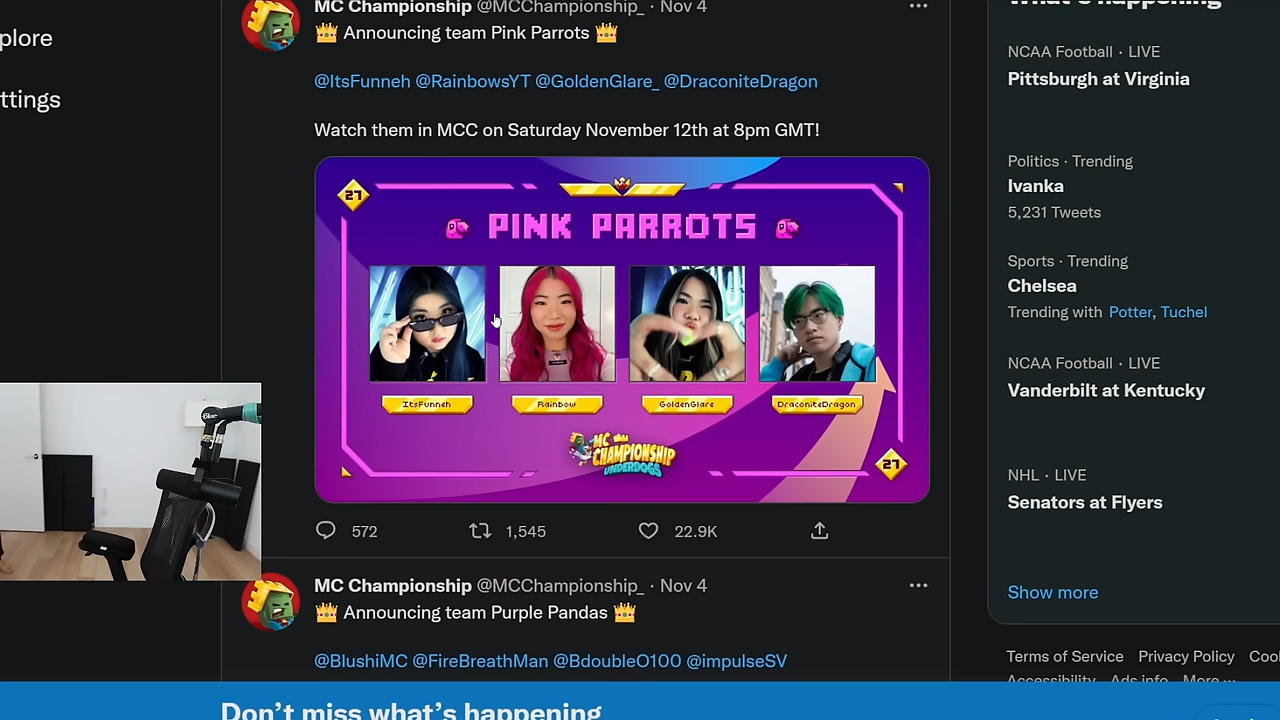 plore
ttings
MC Championship @MCChampionship_ · Nov 4
👑 Announcing team Pink Parrots 👑
@ItsFunneh @RainbowsYT @GoldenGlare_ @DraconiteDragon
Watch them in MCC on Saturday November 12th at 8pm GMT!
27
PINK PARROTS
ItsFunneh
Rainbow
GoldenGlare
DraconiteDragon
MC CHAMPIONSHIP
UNDERDOGS
27
572
1,545
22.9K
MC Championship @MCChampionship_ · Nov 4
👑 Announcing team Purple Pandas 👑
@BlushiMC @FireBreathMan @BdoubleO100 @impulseSV
Don't miss what's happening
What's happening
NCAA Football · LIVE
Pittsburgh at Virginia
Politics · Trending
Ivanka
5,231 Tweets
Sports · Trending
Chelsea
Trending with Potter, Tuchel
NCAA Football · LIVE
Vanderbilt at Kentucky
NHL · LIVE
Senators at Flyers
Show more
Terms of Service Privacy Policy Cool
Accessibility Ads info More ···
Blue